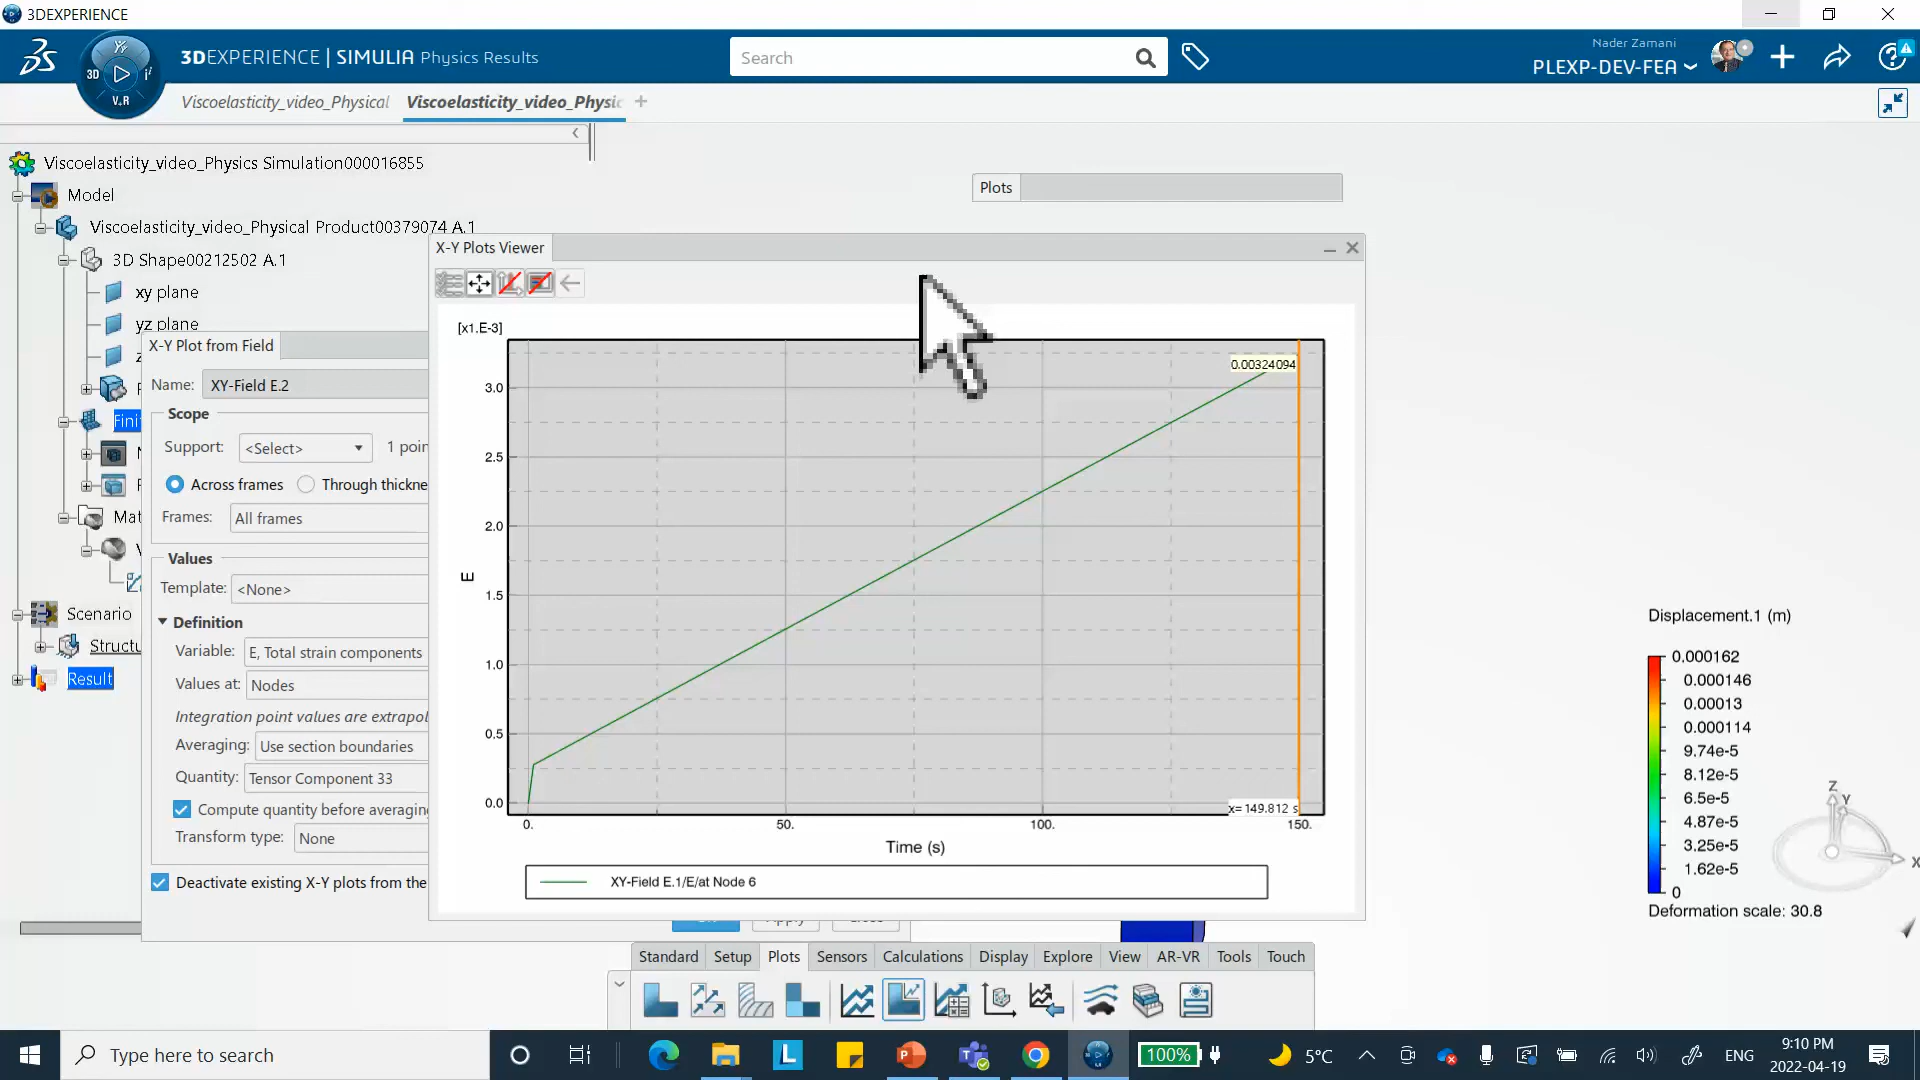 3DEXPERIENCE
3DEXPERIENCE | SIMULIA Physics Results
Search
Nader Zamani
PLEXP-DEV-FEA
3D
V.R
Viscoelasticity_video_Physical
Viscoelasticity_video_Physic
Viscoelasticity_video_Physics Simulation000016855
Model
Viscoelasticity_video_Physical Product00379074 A.1
3D Shape00212502 A.1
xy plane
yz plane
Fini
Mat
Scenario
Structu
Result
Plots
X-Y Plot from Field
Name: XY-Field E.2
Scope
Support: <Select> 1 poin
Across frames Through thickne
Frames: All frames
Values
Template: <None>
Definition
Variable: E, Total strain components
Values at: Nodes
Integration point values are extrapol
Averaging: Use section boundaries
Quantity: Tensor Component 33
Compute quantity before averaging
Transform type: None
Deactivate existing X-Y plots from the
X-Y Plots Viewer
[x1.E-3]
0.00324094
3.0
2.5
2.0
E
1.5
1.0
0.5
0.0
x=149.812 s
0. 50. 100. 150.
Time (s)
XY-Field E.1/E/at Node 6
Displacement.1 (m)
0.000162
0.000146
0.00013
0.000114
9.74e-5
8.12e-5
6.5e-5
4.87e-5
3.25e-5
1.62e-5
0
Deformation scale: 30.8
Z
Y
X
Standard Setup Plots Sensors Calculations Display Explore View AR-VR Tools Touch
Type here to search
100%
5°C
ENG
9:10 PM
2022-04-19